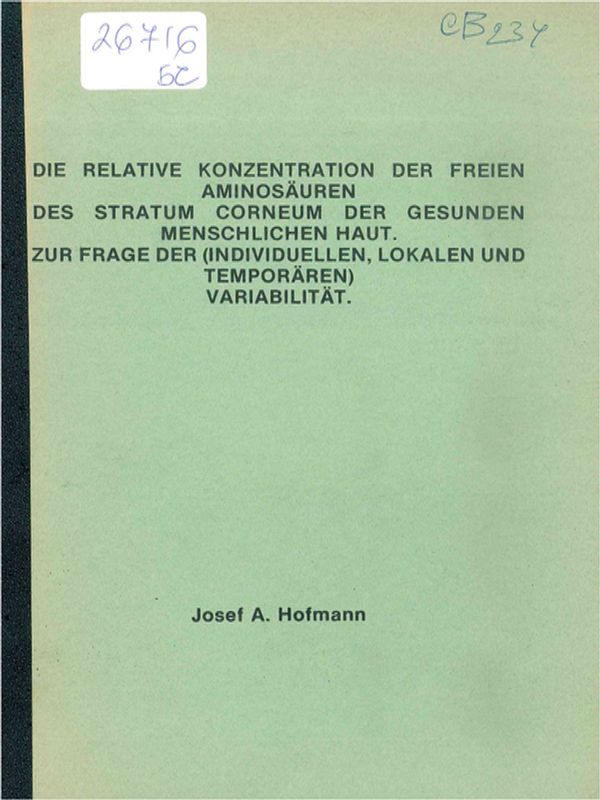 26716
БС
CB234
DIE RELATIVE KONZENTRATION DER FREIEN
AMINOSÄUREN
DES STRATUM CORNEUM DER GESUNDEN
MENSCHLICHEN HAUT.
ZUR FRAGE DER (INDIVIDUELLEN, LOKALEN UND
TEMPORÄREN)
VARIABILITÄT.
Josef A. Hofmann